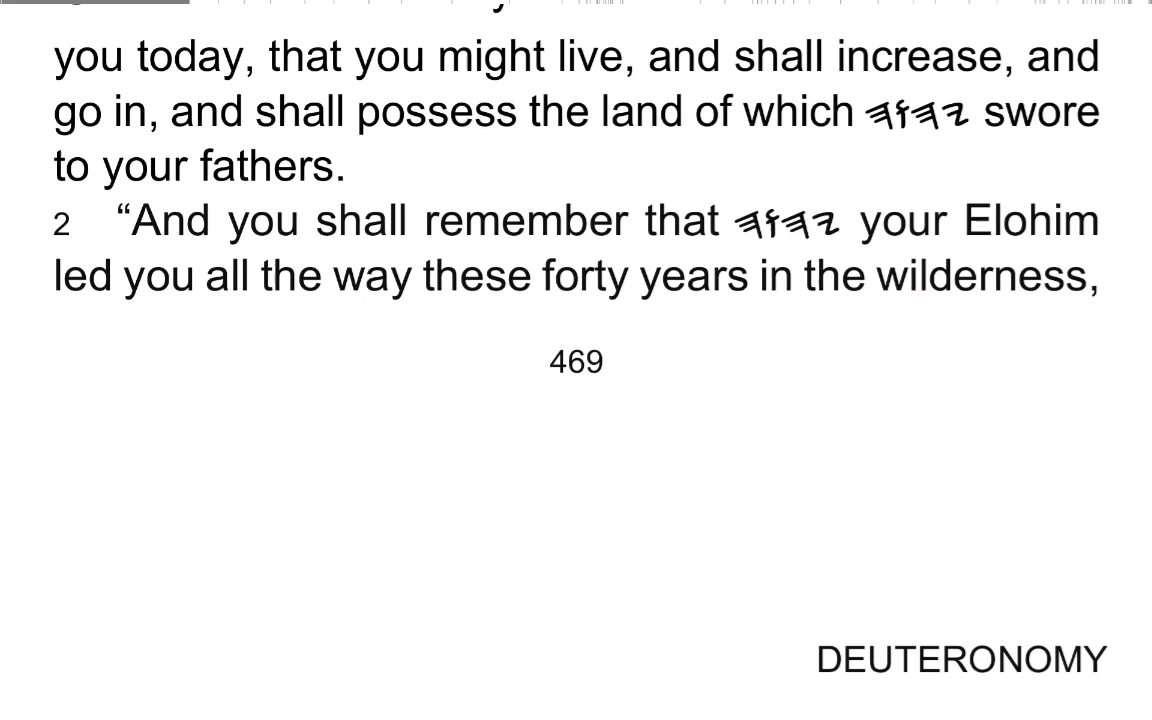 you today, that you might live, and shall increase, and
go in, and shall possess the land of which 𐤉𐤄𐤅𐤄 swore
to your fathers.
2 “And you shall remember that 𐤉𐤄𐤅𐤄 your Elohim
led you all the way these forty years in the wilderness,
469
DEUTERONOMY